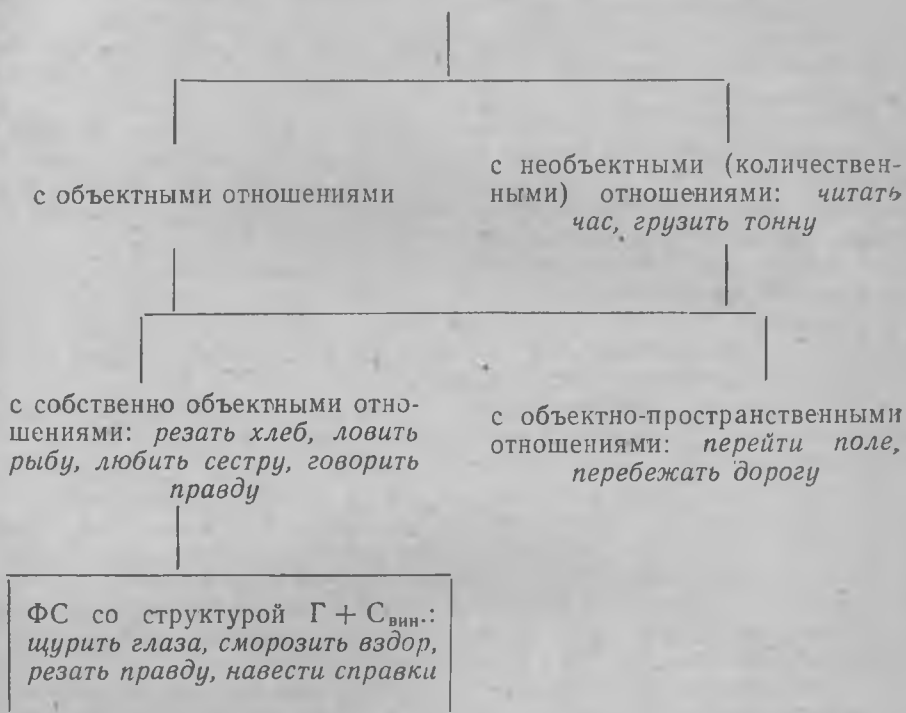 с объектными отношениями
с необъектными (количествен-
ными) отношениями: читать
час, грузить тонну
с собственно объектными отно-
шениями: резать хлеб, ловить
рыбу, любить сестру, говорить
правду
с объектно-пространственными
отношениями: перейти поле,
перебежать дорогу
ФС со структурой Г + Свин.:
щурить глаза, сморозить вздор,
резать правду, навести справки